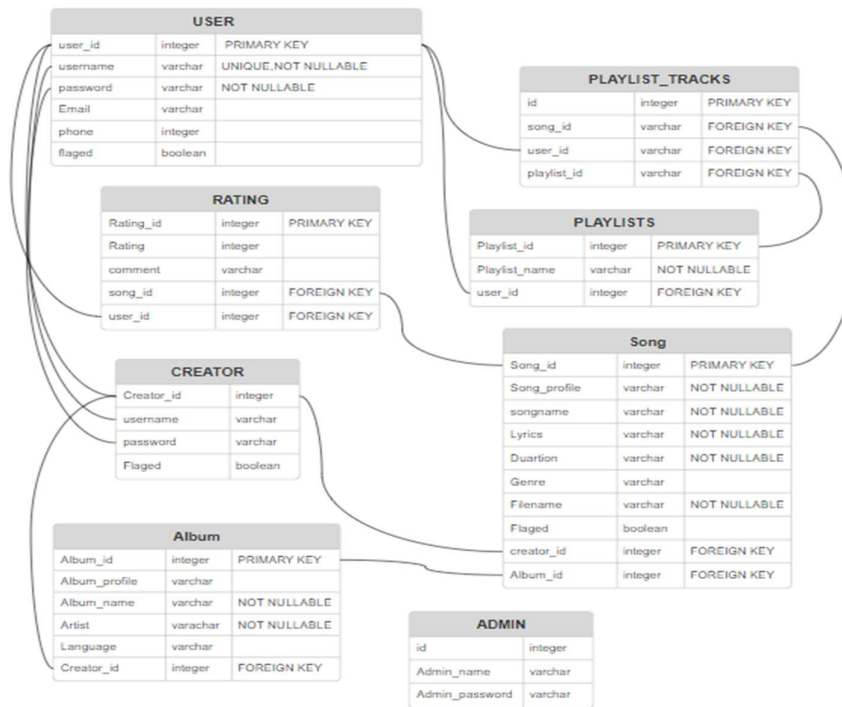 USER
user_id integer PRIMARY KEY
username varchar UNIQUE,NOT NULLABLE
password varchar NOT NULLABLE
Email varchar
phone integer
flaged boolean
PLAYLIST_TRACKS
id integer PRIMARY KEY
song_id varchar FOREIGN KEY
user_id varchar FOREIGN KEY
playlist_id varchar FOREIGN KEY
RATING
Rating_id integer PRIMARY KEY
Rating integer
comment varchar
song_id integer FOREIGN KEY
user_id integer FOREIGN KEY
PLAYLISTS
Playlist_id integer PRIMARY KEY
Playlist_name varchar NOT NULLABLE
user_id integer FOREIGN KEY
Song
Song_id integer PRIMARY KEY
Song_profile varchar NOT NULLABLE
songname varchar NOT NULLABLE
Lyrics varchar NOT NULLABLE
Duartion varchar NOT NULLABLE
Genre varchar
Filename varchar NOT NULLABLE
Flaged boolean
creator_id integer FOREIGN KEY
Album_id integer FOREIGN KEY
CREATOR
Creator_id integer
username varchar
password varchar
Flaged boolean
Album
Album_id integer PRIMARY KEY
Album_profile varchar
Album_name varchar NOT NULLABLE
Artist varachar NOT NULLABLE
Language varchar
Creator_id integer FOREIGN KEY
ADMIN
id integer
Admin_name varchar
Admin_password varchar